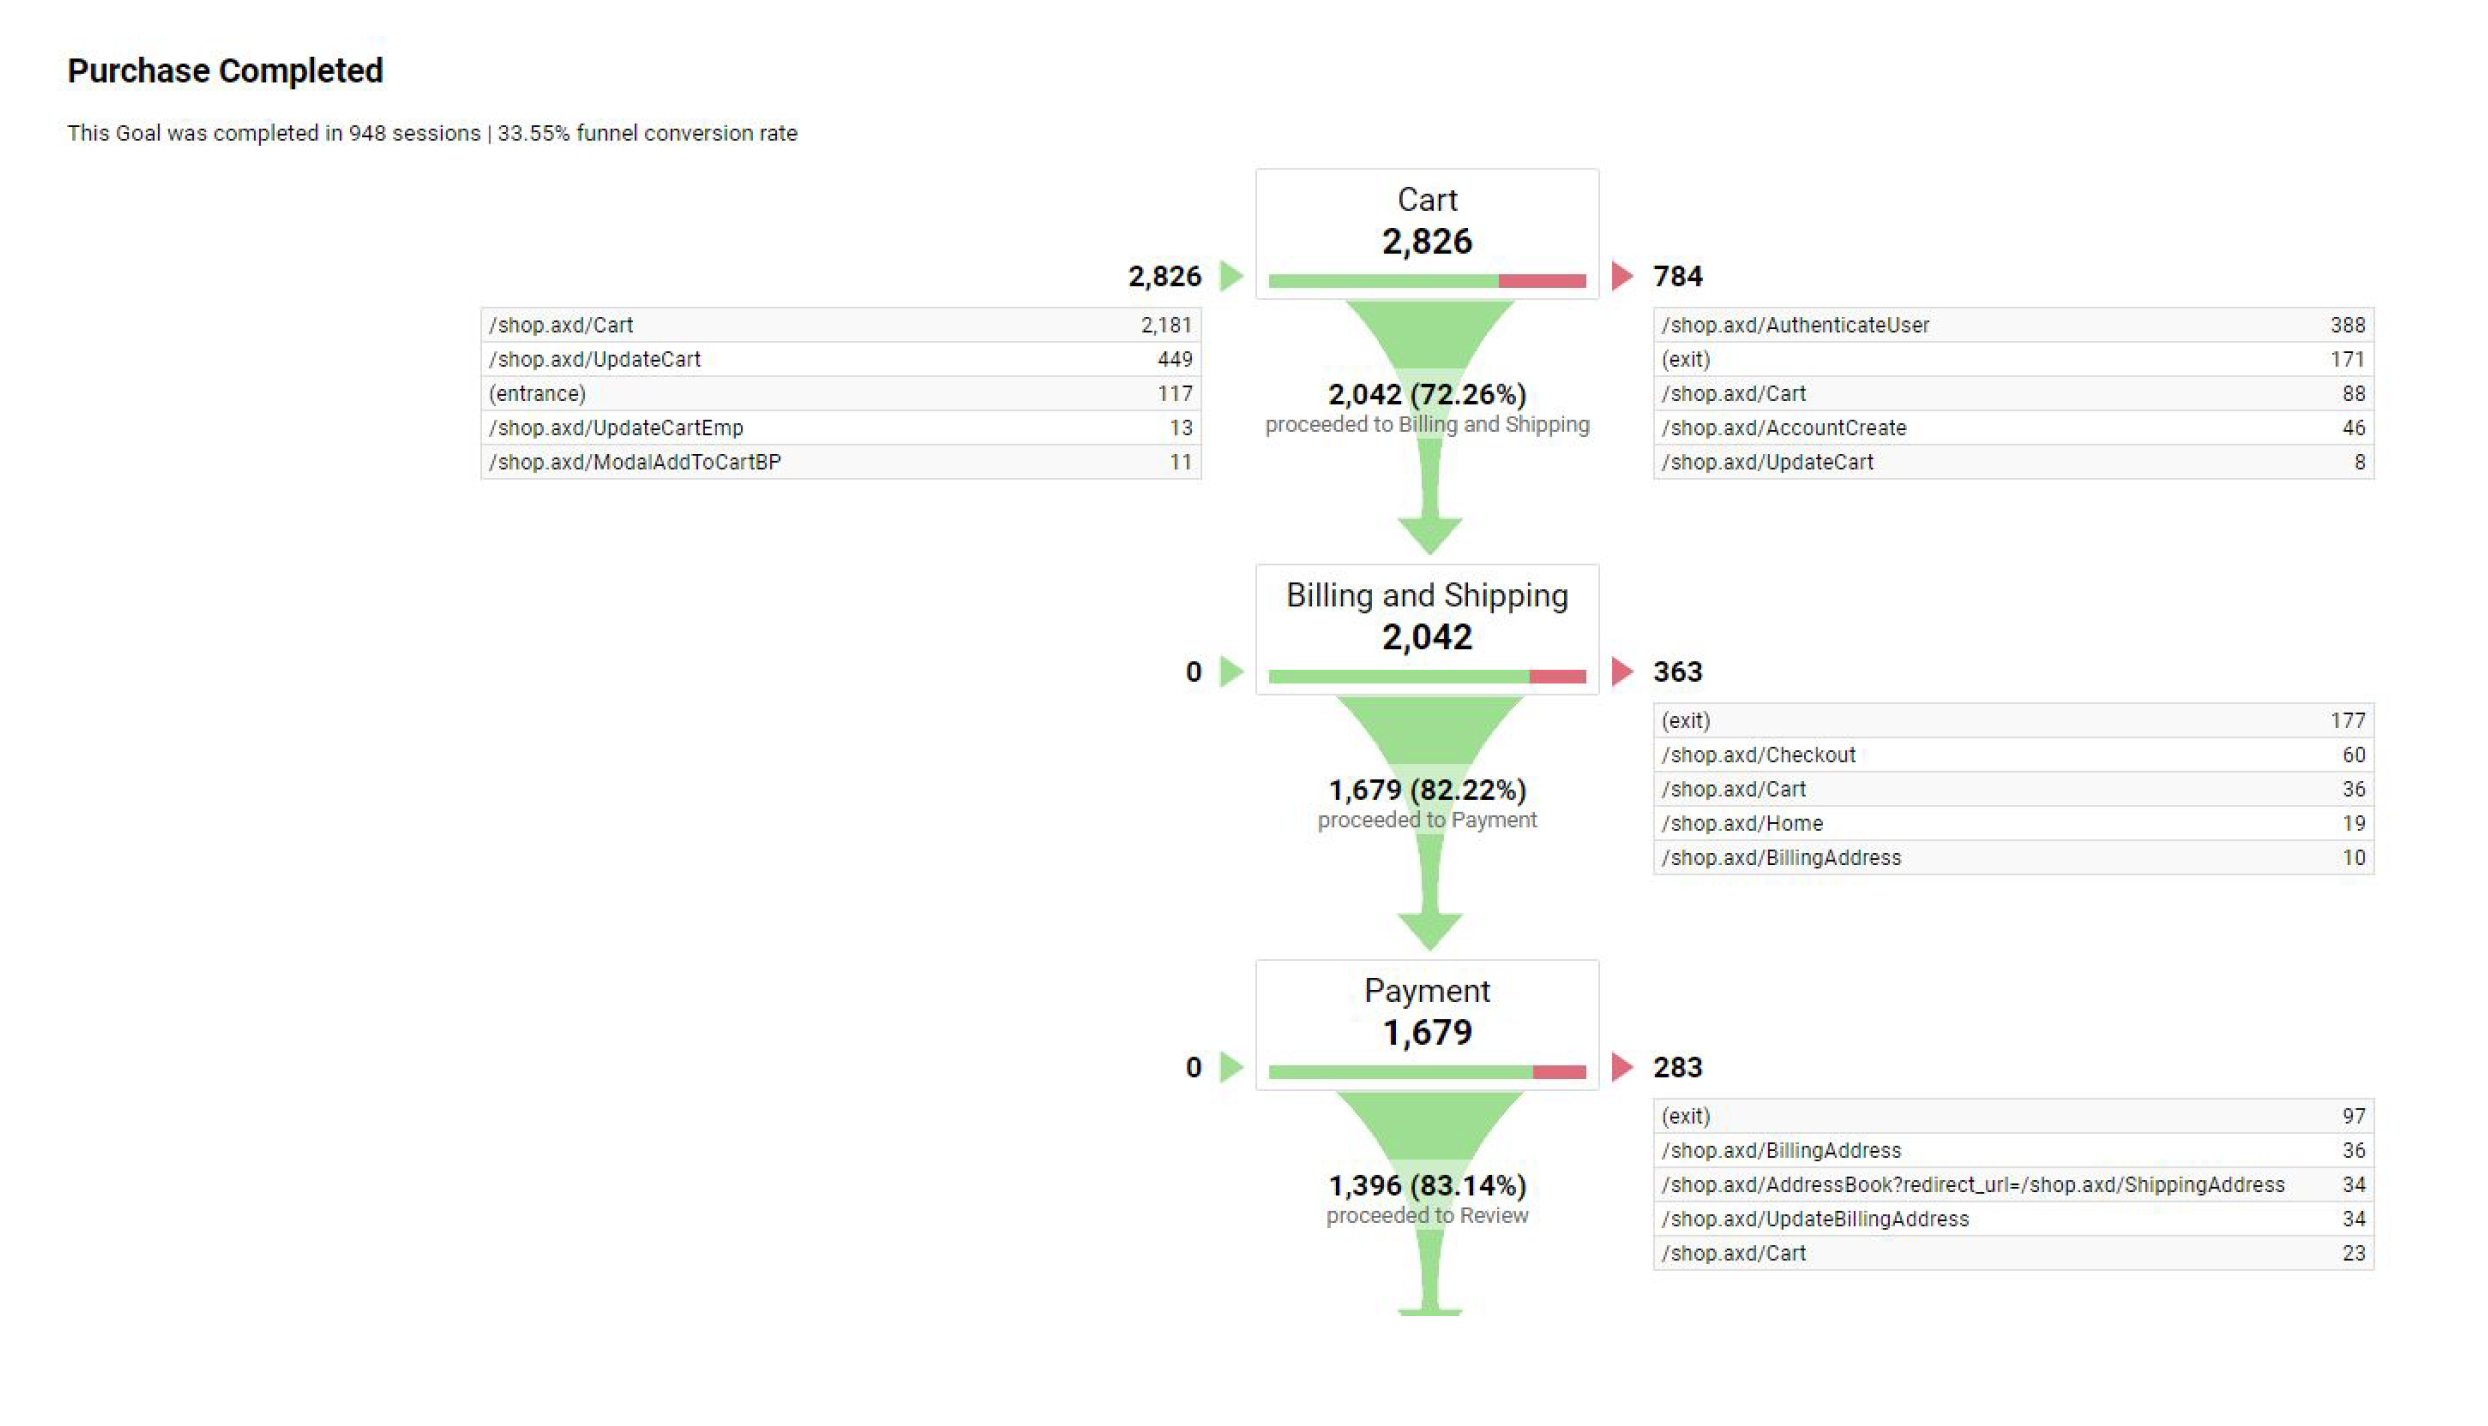 Purchase Completed
This Goal was completed in 948 sessions | 33.55% funnel conversion rate
Cart
2,826
2,826
784
/shop.axd/Cart 2,181
/shop.axd/UpdateCart 449
(entrance) 117
/shop.axd/UpdateCartEmp 13
/shop.axd/ModalAddToCartBP 11
/shop.axd/AuthenticateUser 388
(exit) 171
/shop.axd/Cart 88
/shop.axd/AccountCreate 46
/shop.axd/UpdateCart 8
2,042 (72.26%)
proceeded to Billing and Shipping
Billing and Shipping
2,042
0
363
(exit) 177
/shop.axd/Checkout 60
/shop.axd/Cart 36
/shop.axd/Home 19
/shop.axd/BillingAddress 10
1,679 (82.22%)
proceeded to Payment
Payment
1,679
0
283
(exit) 97
/shop.axd/BillingAddress 36
/shop.axd/AddressBook?redirect_url=/shop.axd/ShippingAddress 34
/shop.axd/UpdateBillingAddress 34
/shop.axd/Cart 23
1,396 (83.14%)
proceeded to Review